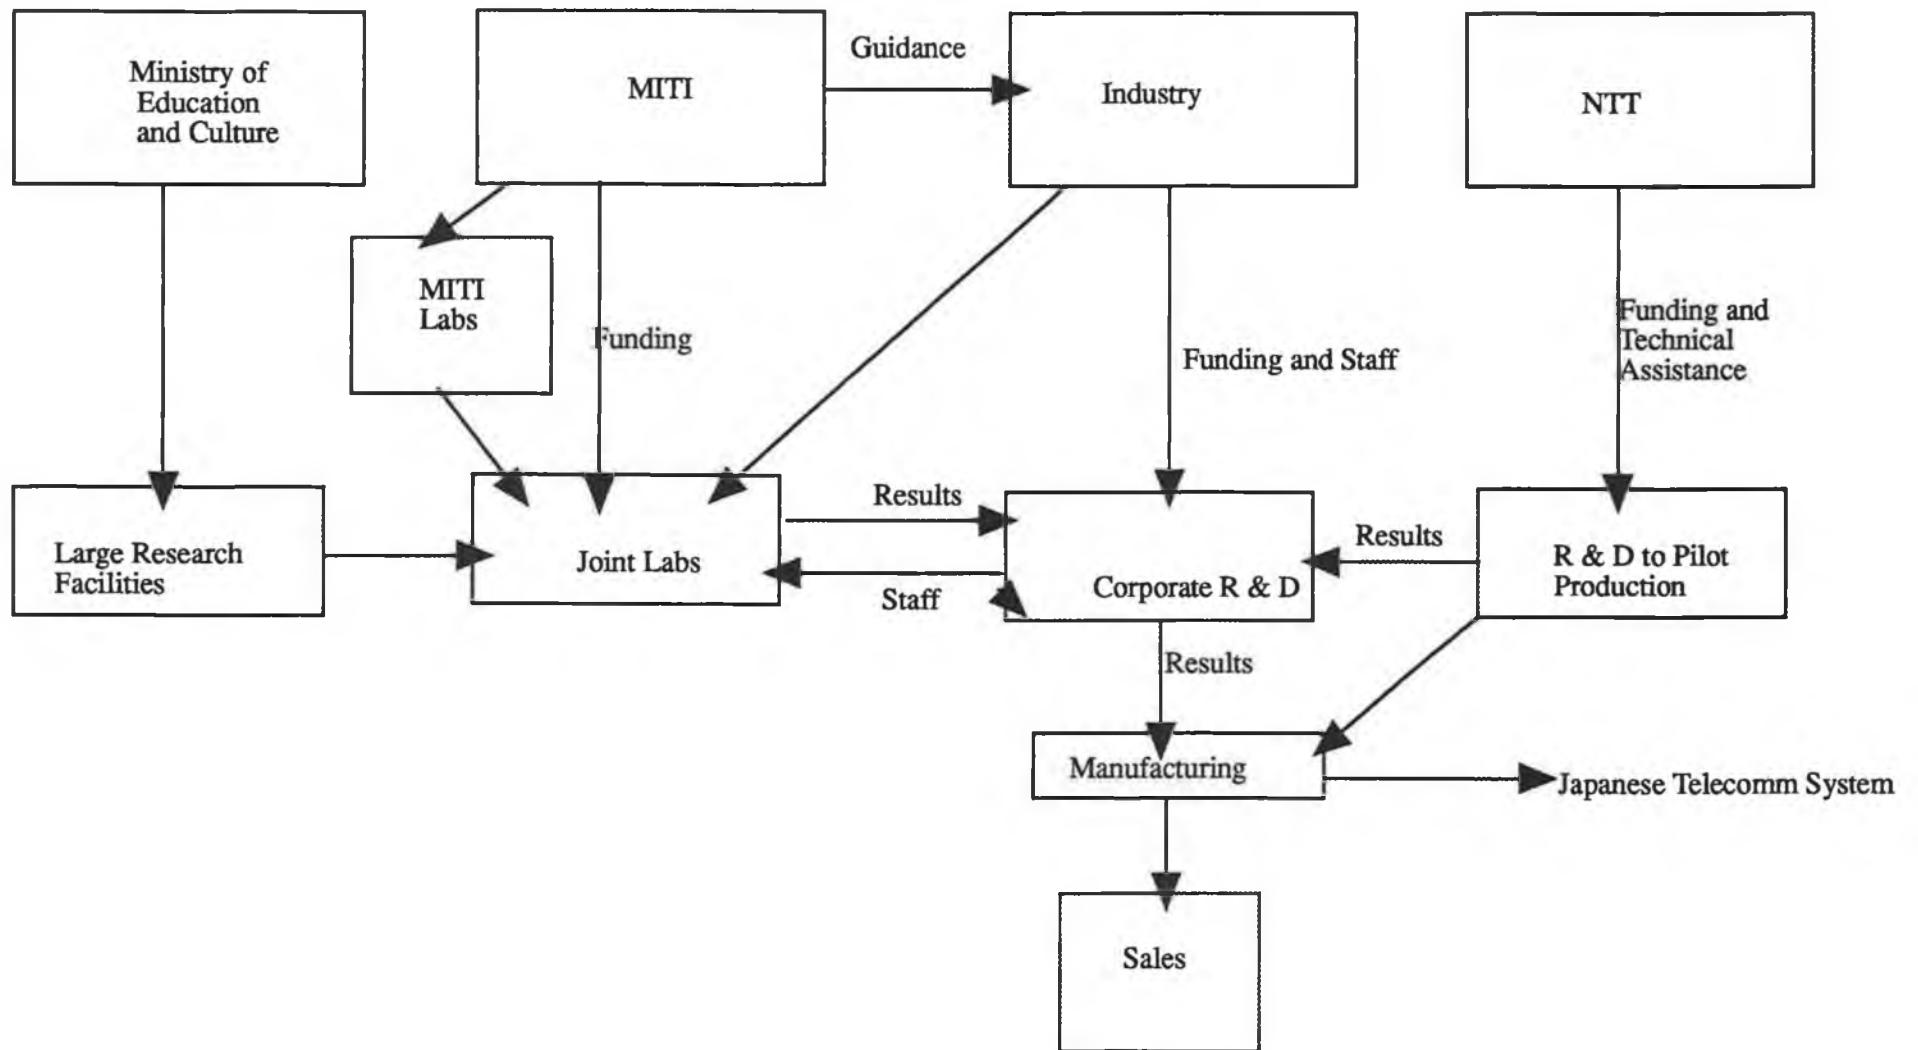 Ministry of
Education
and Culture
MITI
Guidance
Industry
NTT
MITI
Labs
Funding
Funding and Staff
Funding and
Technical
Assistance
Large Research
Facilities
Joint Labs
Results
Staff
Corporate R & D
Results
R & D to Pilot
Production
Results
Manufacturing
Japanese Telecomm System
Sales